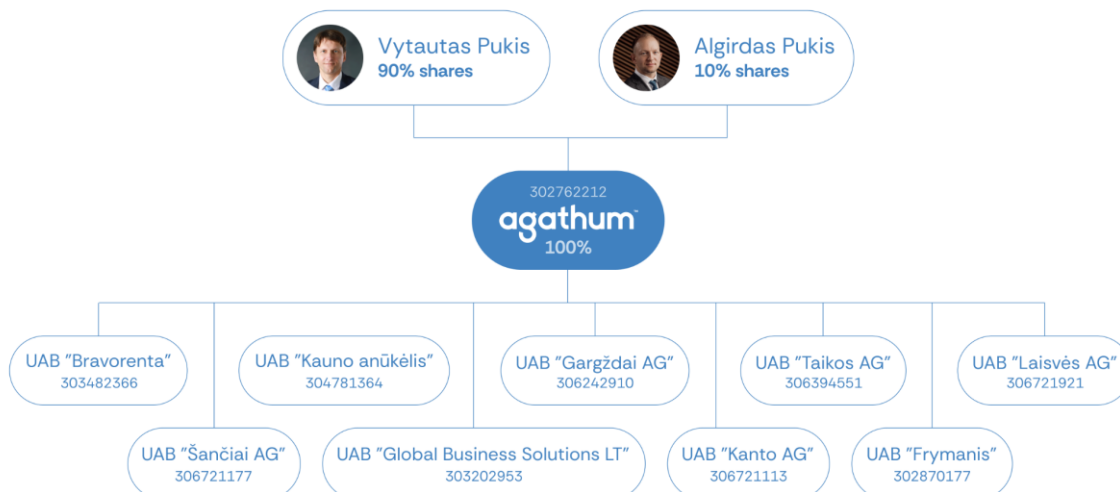 Vytautas Pukis
90% shares
Algirdas Pukis
10% shares
302762212
agathum™
100%
UAB "Bravorenta"
303482366
UAB "Kauno anūkėlis"
304781364
UAB "Gargždai AG"
306242910
UAB "Taikos AG"
306394551
UAB "Laisvės AG"
306721921
UAB "Šančiai AG"
306721177
UAB "Global Business Solutions LT"
303202953
UAB "Kanto AG"
306721113
UAB "Frymanis"
302870177